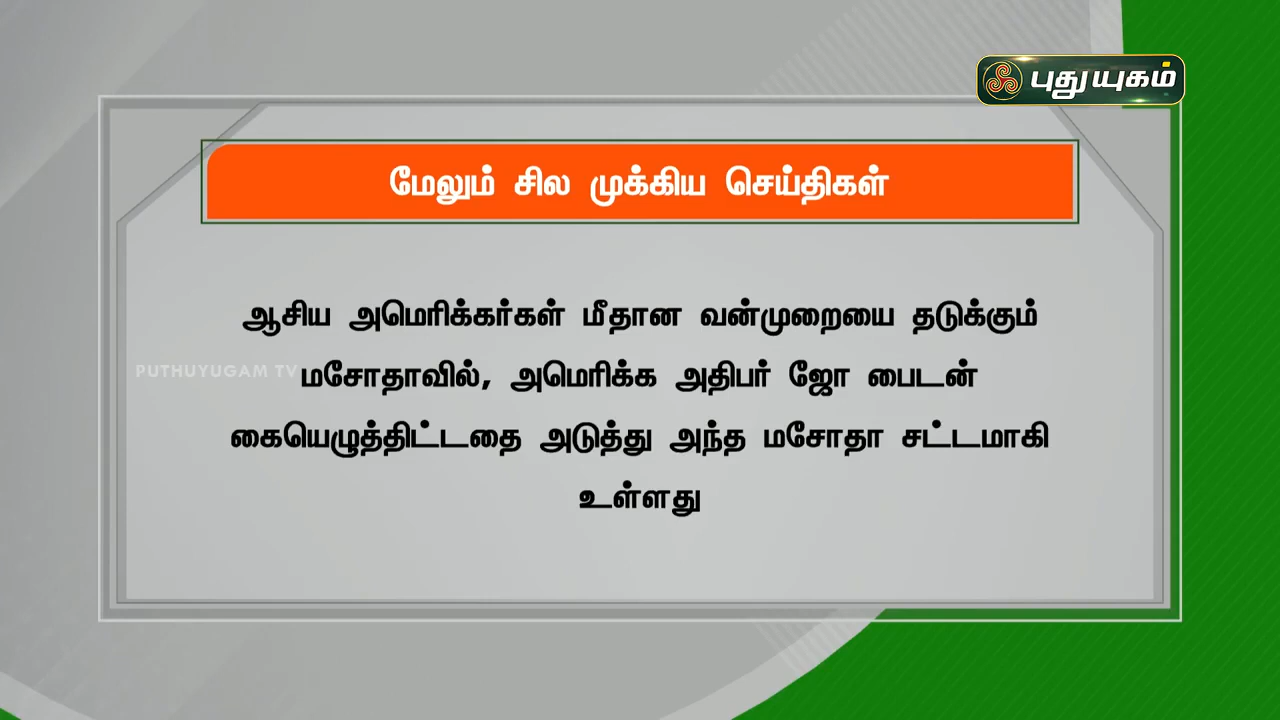 புதுயுகம்
மேலும் சில முக்கிய செய்திகள்
ஆசிய அமெரிக்கர்கள் மீதான வன்முறையை தடுக்கும்
PUTHUYUGAM TV
மசோதாவில், அமெரிக்க அதிபர் ஜோ பைடன்
கையெழுத்திட்டதை அடுத்து அந்த மசோதா சட்டமாகி
உள்ளது